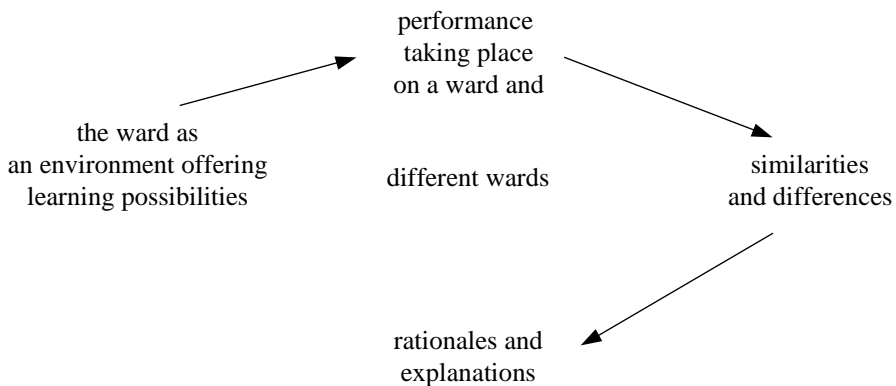 performance
taking place
on a ward and
the ward as
an environment offering
learning possibilities
different wards
similarities
and differences
rationales and
explanations